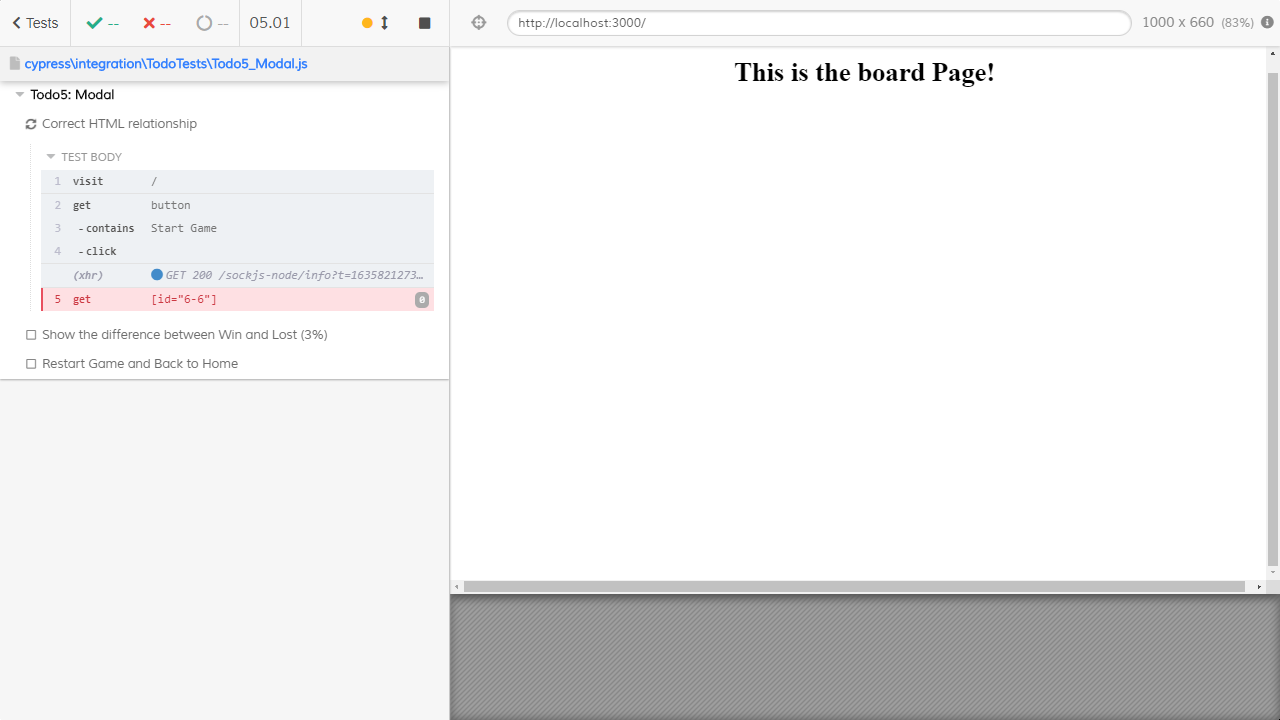 Tests -- -- -- 05.01
cypress\integration\TodoTests\Todo5_Modal.js
Todo5: Modal
Correct HTML relationship
TEST BODY
1 visit /
2 get button
3 -contains Start Game
4 -click
(xhr) GET 200 /sockjs-node/info?t=1635821273…
5 get [id="6-6"] 0
Show the difference between Win and Lost (3%)
Restart Game and Back to Home
http://localhost:3000/ 1000 x 660 (83%)
This is the board Page!